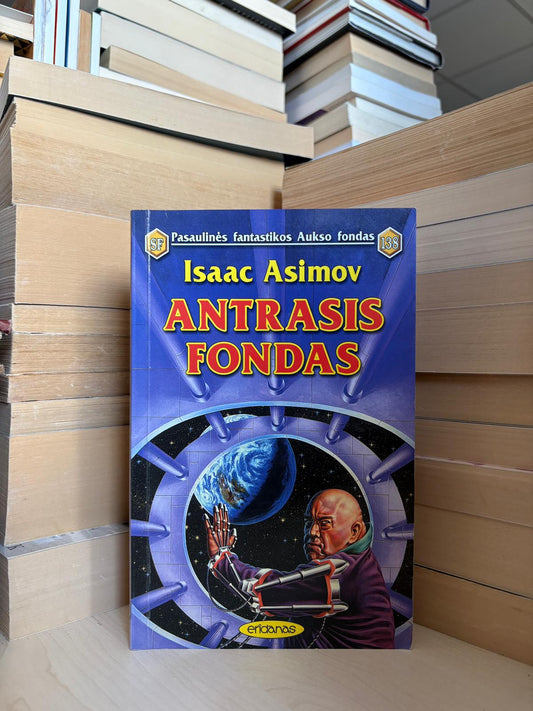 SF Pasaulinės fantastikos Aukso fondas 138
Isaac Asimov
ANTRASIS
FONDAS
eridanas